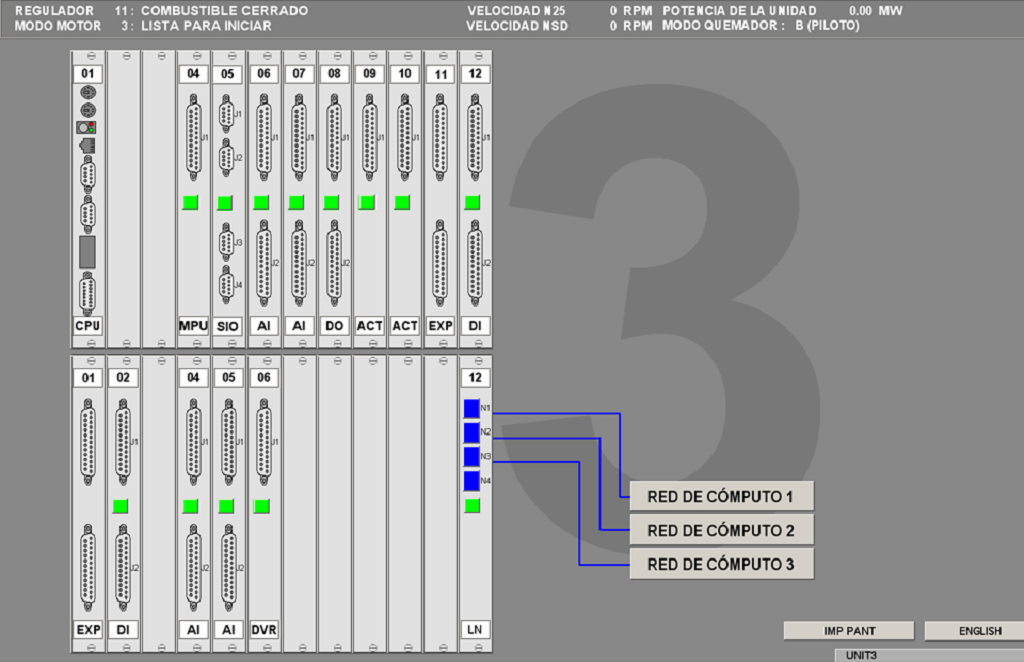 REGULADOR 11: COMBUSTIBLE CERRADO VELOCIDAD N25 0 RPM POTENCIA DE LA UNIDAD 0.00 MW
MODO MOTOR 3: LISTA PARA INICIAR VELOCIDAD NSD 0 RPM MODO QUEMADOR: B (PILOTO)
3
01 04 05 06 07 08 09 10 11 12
J1 J1 J1 J1 J1 J1 J1 J1 J1
J2
J3
J2 J2 J2 J2
J4
CPU MPU SIO AI AI DO ACT ACT EXP DI
01 02 04 05 06 12
N1
J1 J1 J1 J1 N2
N3
N4
J2 J2 J2
EXP DI AI AI DVR LN
RED DE CÓMPUTO 1
RED DE CÓMPUTO 2
RED DE CÓMPUTO 3
IMP PANT ENGLISH
UNIT3